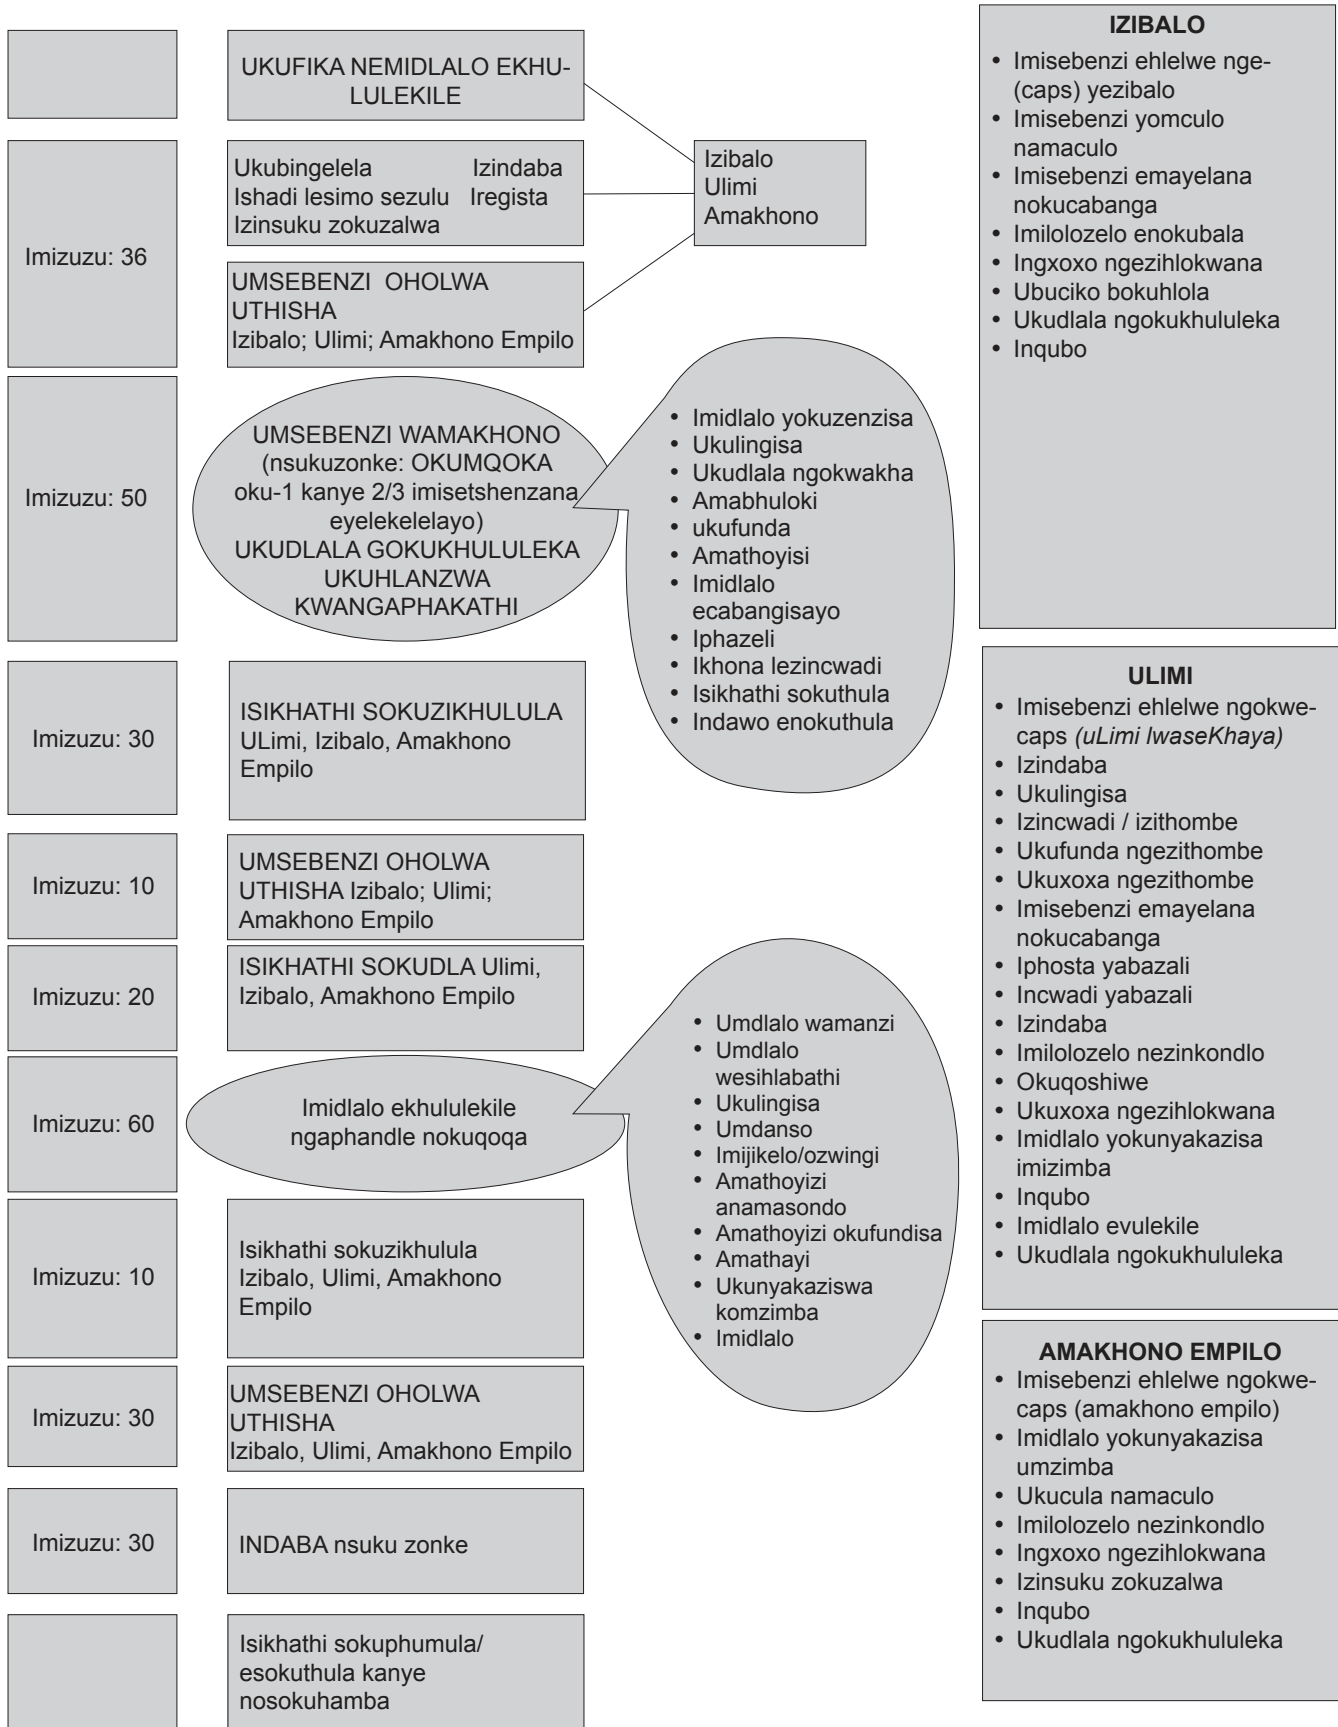 UKUFIKA NEMIDLALO EKHU-
LULEKILE
Imizuzu: 36
Ukubingelela Izindaba
Ishadi lesimo sezulu Iregista
Izinsuku zokuzalwa
UMSEBENZI OHOLWA
UTHISHA
Izibalo; Ulimi; Amakhono Empilo
Izibalo
Ulimi
Amakhono
Imizuzu: 50
UMSEBENZI WAMAKHONO
(nsukuzonke: OKUMQOKA
oku-1 kanye 2/3 imisetshenzana
eyelekelelayo)
UKUDLALA GOKUKHULULEKA
UKUHLANZWA
KWANGAPHAKATHI
• Imidlalo yokuzenzisa
• Ukulingisa
• Ukudlala ngokwakha
• Amabhuloki
• ukufunda
• Amathoyisi
• Imidlalo
ecabangisayo
• Iphazeli
• Ikhona lezincwadi
• Isikhathi sokuthula
• Indawo enokuthula
Imizuzu: 30
ISIKHATHI SOKUZIKHULULA
ULimi, Izibalo, Amakhono
Empilo
Imizuzu: 10
UMSEBENZI OHOLWA
UTHISHA Izibalo; Ulimi;
Amakhono Empilo
Imizuzu: 20
ISIKHATHI SOKUDLA Ulimi,
Izibalo, Amakhono Empilo
Imizuzu: 60
Imidlalo ekhululekile
ngaphandle nokuqoqa
• Umdlalo wamanzi
• Umdlalo
wesihlabathi
• Ukulingisa
• Umdanso
• Imijikelo/ozwingi
• Amathoyizi
anamasondo
• Amathoyizi okufundisa
• Amathayi
• Ukunyakaziswa
komzimba
• Imidlalo
Imizuzu: 10
Isikhathi sokuzikhulula
Izibalo, Ulimi, Amakhono
Empilo
Imizuzu: 30
UMSEBENZI OHOLWA
UTHISHA
Izibalo, Ulimi, Amakhono Empilo
Imizuzu: 30
INDABA nsuku zonke
Isikhathi sokuphumula/
esokuthula kanye
nosokuhamba
IZIBALO
• Imisebenzi ehlelwe nge-
(caps) yezibalo
• Imisebenzi yomculo
namaculo
• Imisebenzi emayelana
nokucabanga
• Imilolozelo enokubala
• Ingxoxo ngezihlokwana
• Ubuciko bokuhlola
• Ukudlala ngokukhululeka
• Inqubo
ULIMI
• Imisebenzi ehlelwe ngokwe-
caps (uLimi lwaseKhaya)
• Izindaba
• Ukulingisa
• Izincwadi / izithombe
• Ukufunda ngezithombe
• Ukuxoxa ngezithombe
• Imisebenzi emayelana
nokucabanga
• Iphosta yabazali
• Incwadi yabazali
• Izindaba
• Imilolozelo nezinkondlo
• Okuqoshiwe
• Ukuxoxa ngezihlokwana
• Imidlalo yokunyakazisa
imizimba
• Inqubo
• Imidlalo evulekile
• Ukudlala ngokukhululeka
AMAKHONO EMPILO
• Imisebenzi ehlelwe ngokwe-
caps (amakhono empilo)
• Imidlalo yokunyakazisa
umzimba
• Ukucula namaculo
• Imilolozelo nezinkondlo
• Ingxoxo ngezihlokwana
• Izinsuku zokuzalwa
• Inqubo
• Ukudlala ngokukhululeka